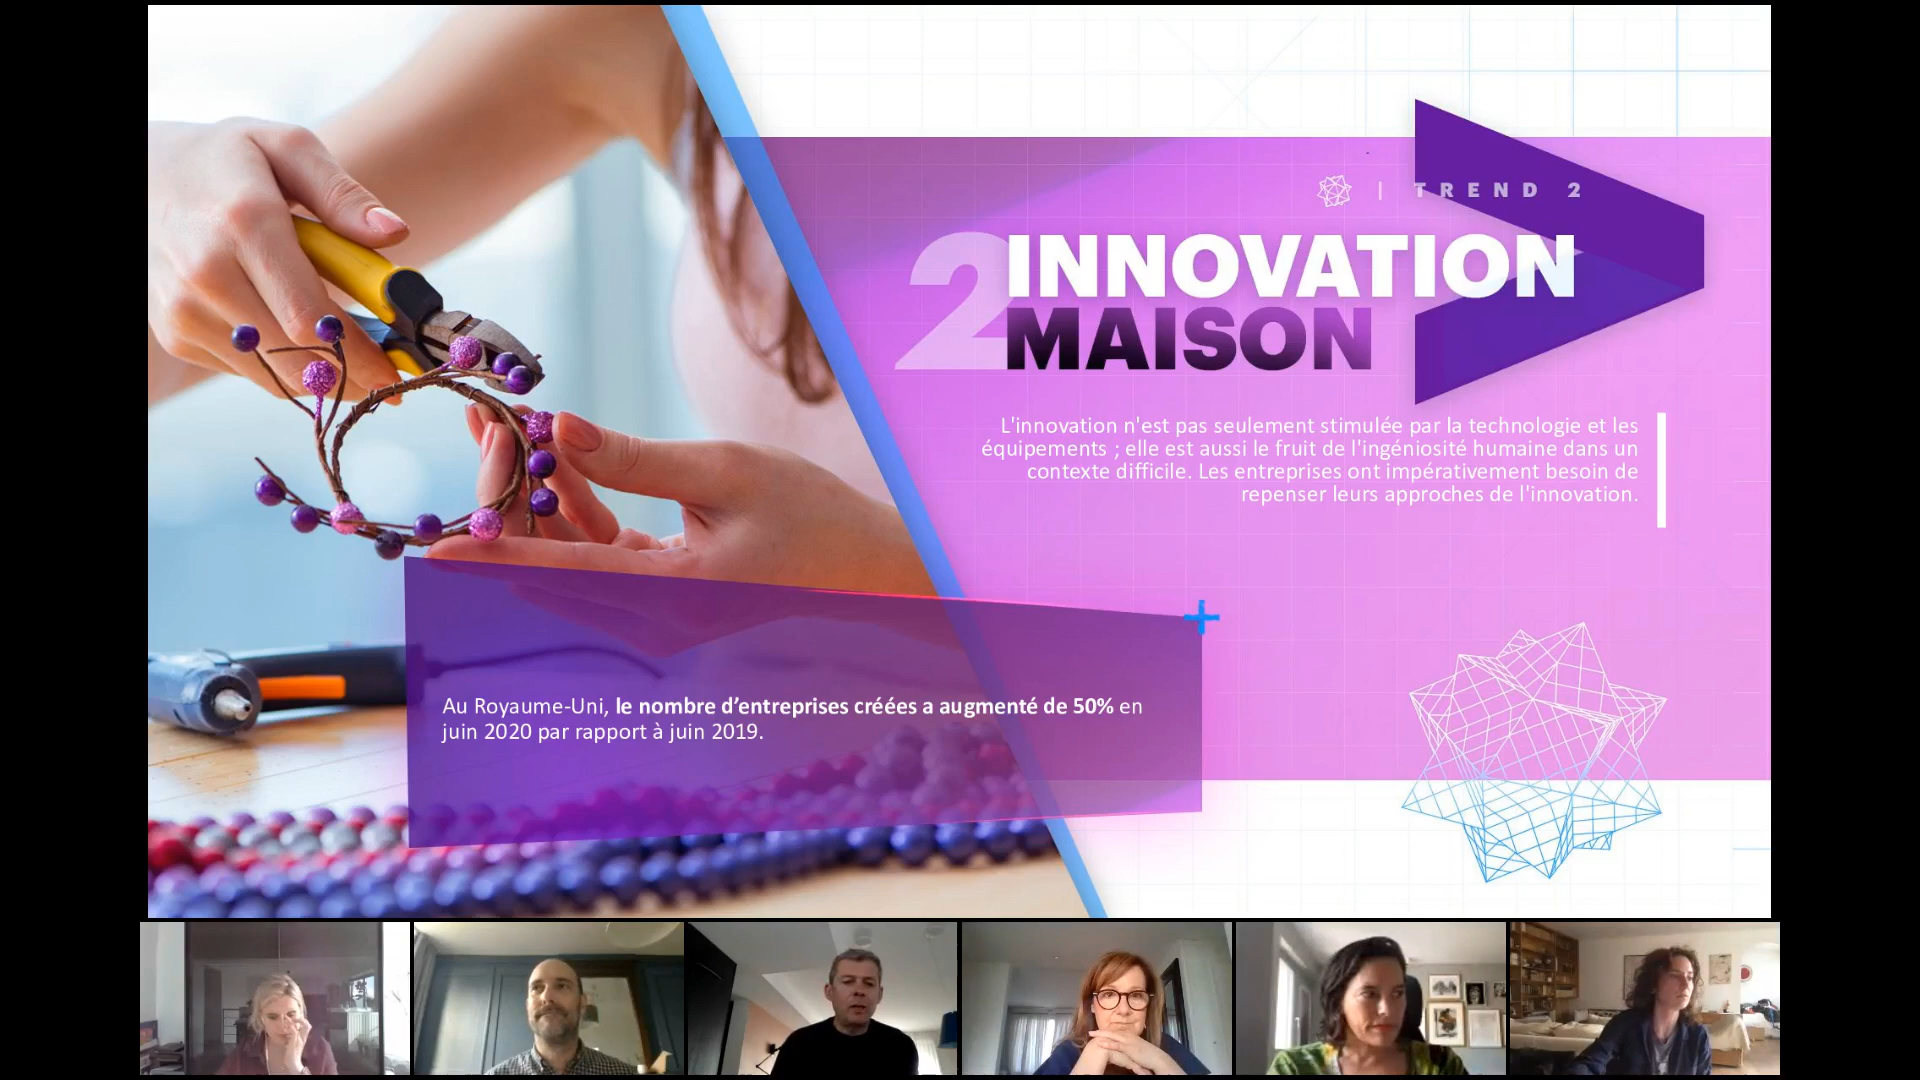 | TREND 2
2 INNOVATION
MAISON
L'innovation n'est pas seulement stimulée par la technologie et les
équipements ; elle est aussi le fruit de l'ingéniosité humaine dans un
contexte difficile. Les entreprises ont impérativement besoin de
repenser leurs approches de l'innovation.
Au Royaume-Uni, le nombre d’entreprises créées a augmenté de 50% en
juin 2020 par rapport à juin 2019.